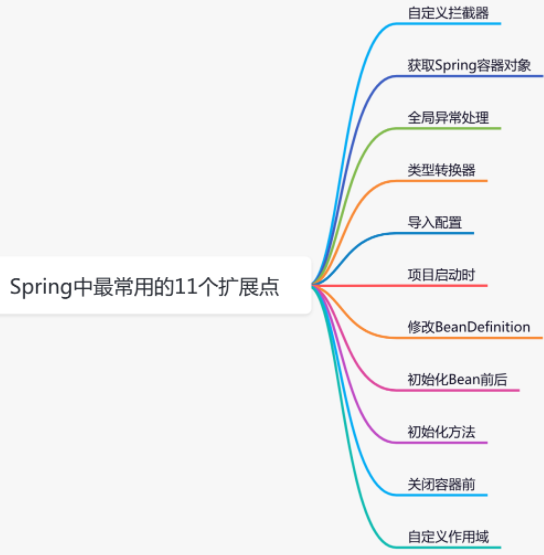 Spring中最常用的11个扩展点
自定义拦截器
获取Spring容器对象
全局异常处理
类型转换器
导入配置
项目启动时
修改BeanDefinition
初始化Bean前后
初始化方法
关闭容器前
自定义作用域